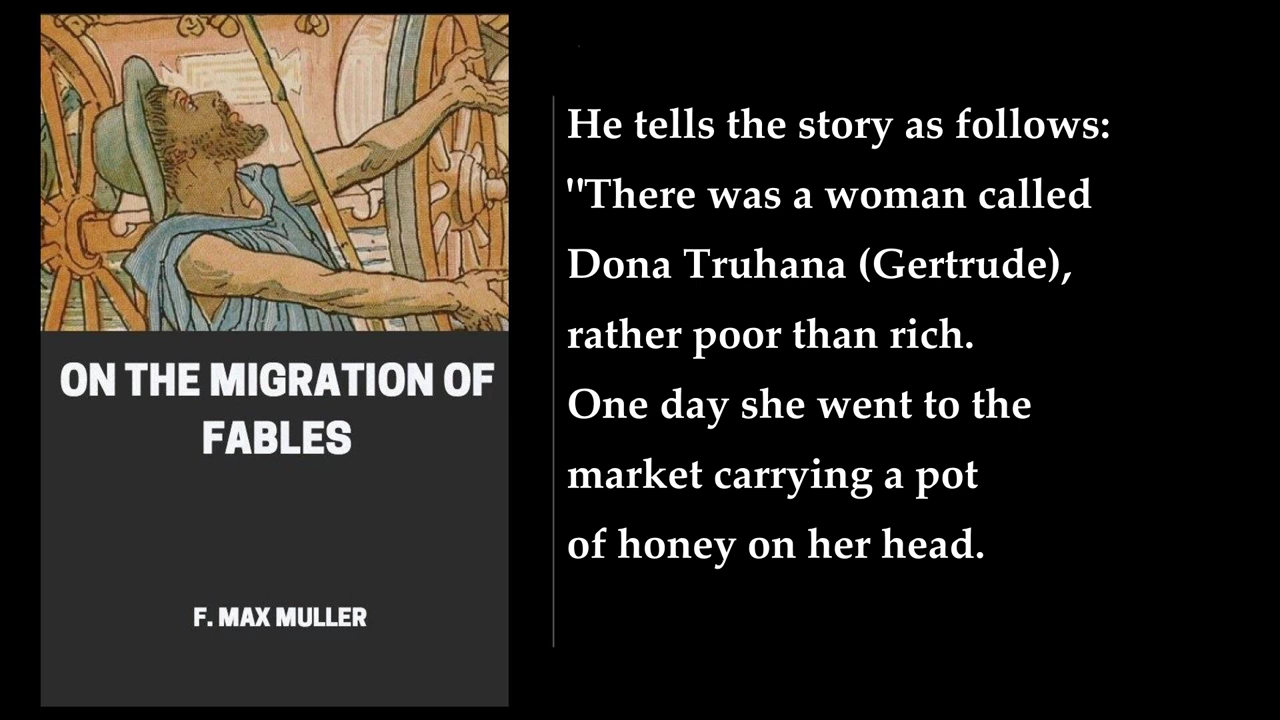 ON THE MIGRATION OF
FABLES
F. MAX MULLER
He tells the story as follows:
"There was a woman called
Dona Truhana (Gertrude),
rather poor than rich.
One day she went to the
market carrying a pot
of honey on her head.